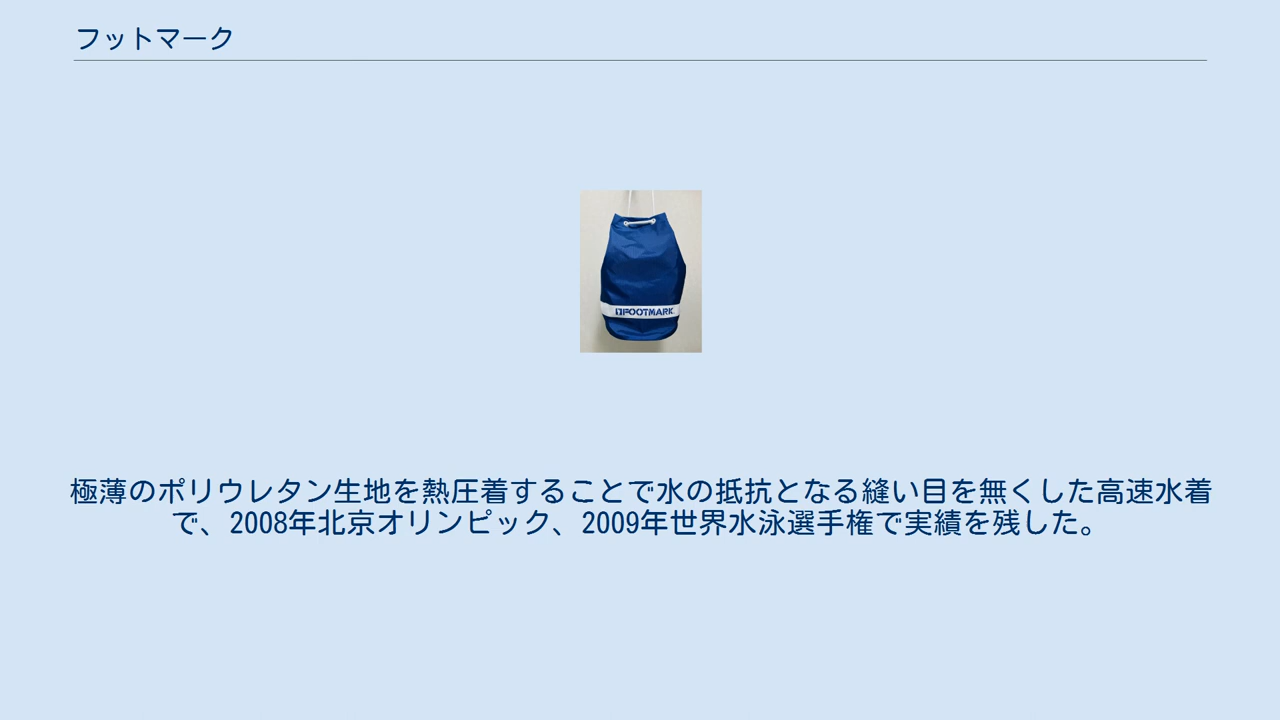 フットマーク
FOOTMARK
極薄のポリウレタン生地を熱圧着することで水の抵抗となる縫い目を無くした高速水着
で、2008年北京オリンピック、2009年世界水泳選手権で実績を残した。